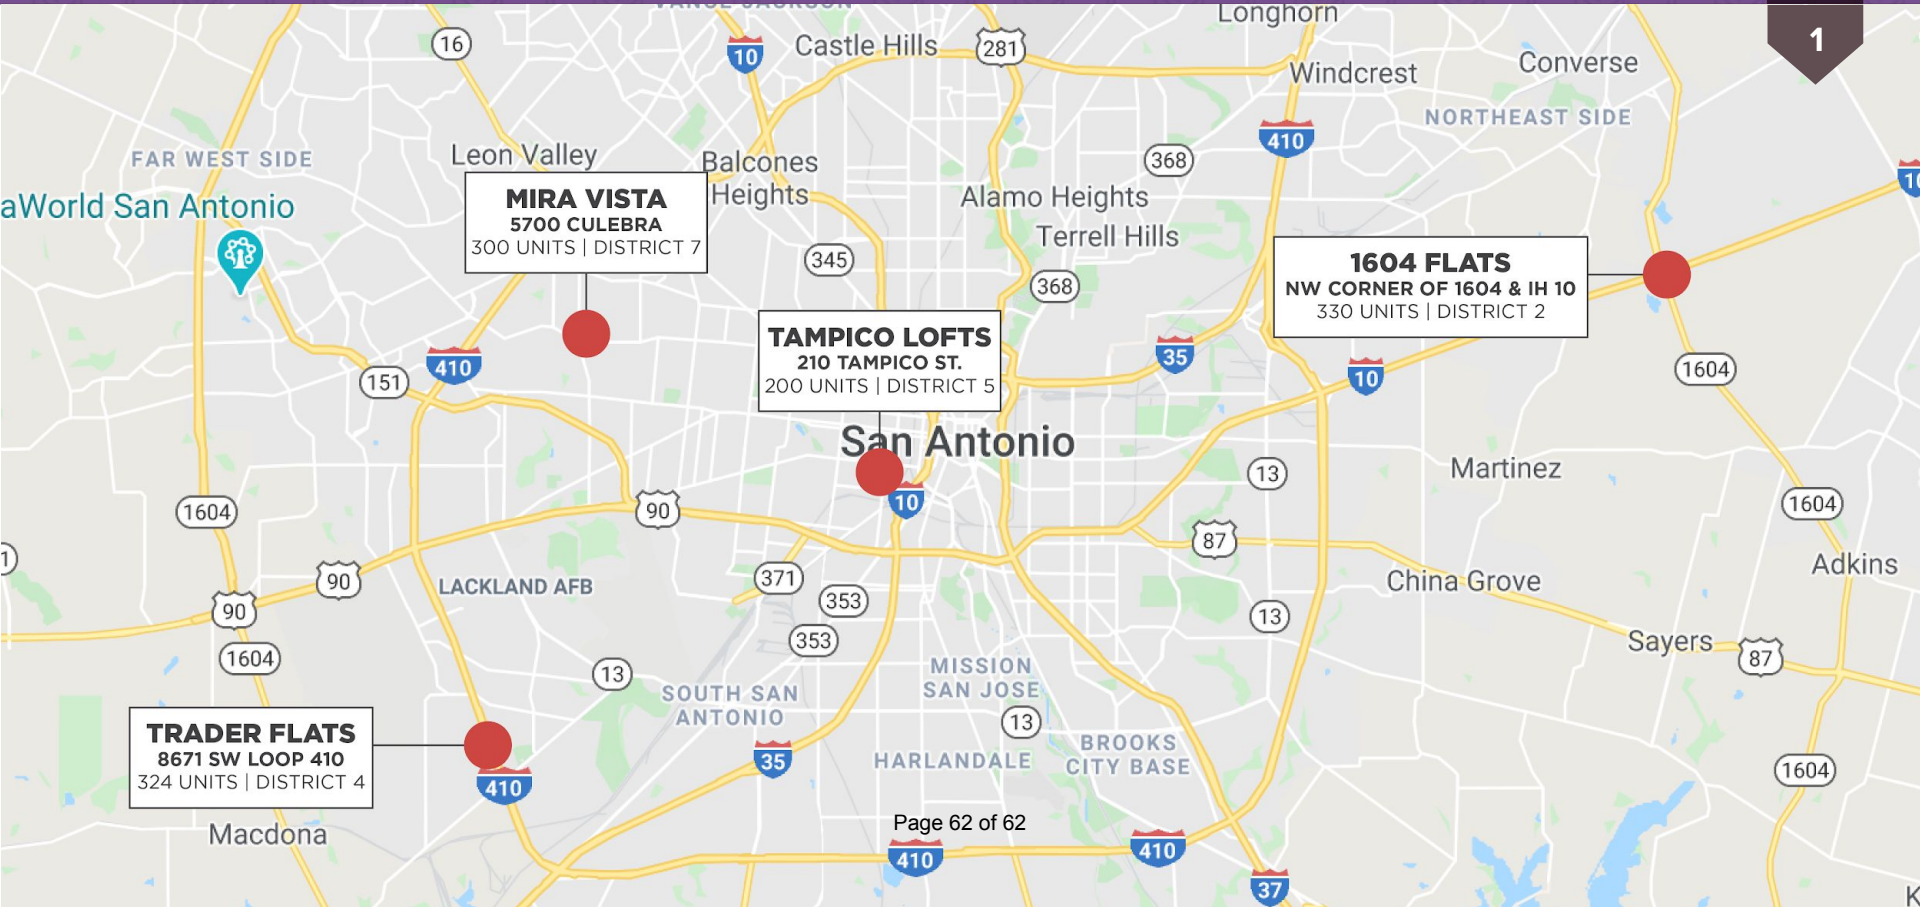 VANCE JACKSON
Longhorn
1
16
10
Castle Hills
281
Windcrest
Converse
NORTHEAST SIDE
410
FAR WEST SIDE
Leon Valley
Balcones
Heights
368
10
aWorld San Antonio
MIRA VISTA
5700 CULEBRA
300 UNITS | DISTRICT 7
Alamo Heights
Terrell Hills
345
368
1604 FLATS
NW CORNER OF 1604 & IH 10
330 UNITS | DISTRICT 2
TAMPICO LOFTS
210 TAMPICO ST.
200 UNITS | DISTRICT 5
410
151
35
10
1604
San Antonio
13
Martinez
1604
90
10
1604
87
1
371
90
90
LACKLAND AFB
353
353
China Grove
Adkins
13
1604
13
Sayers
87
MISSION
SAN JOSE
SOUTH SAN
ANTONIO
13
TRADER FLATS
8671 SW LOOP 410
324 UNITS | DISTRICT 4
410
35
HARLANDALE
BROOKS
CITY BASE
1604
Macdona
Page 62 of 62
410
410
37
K